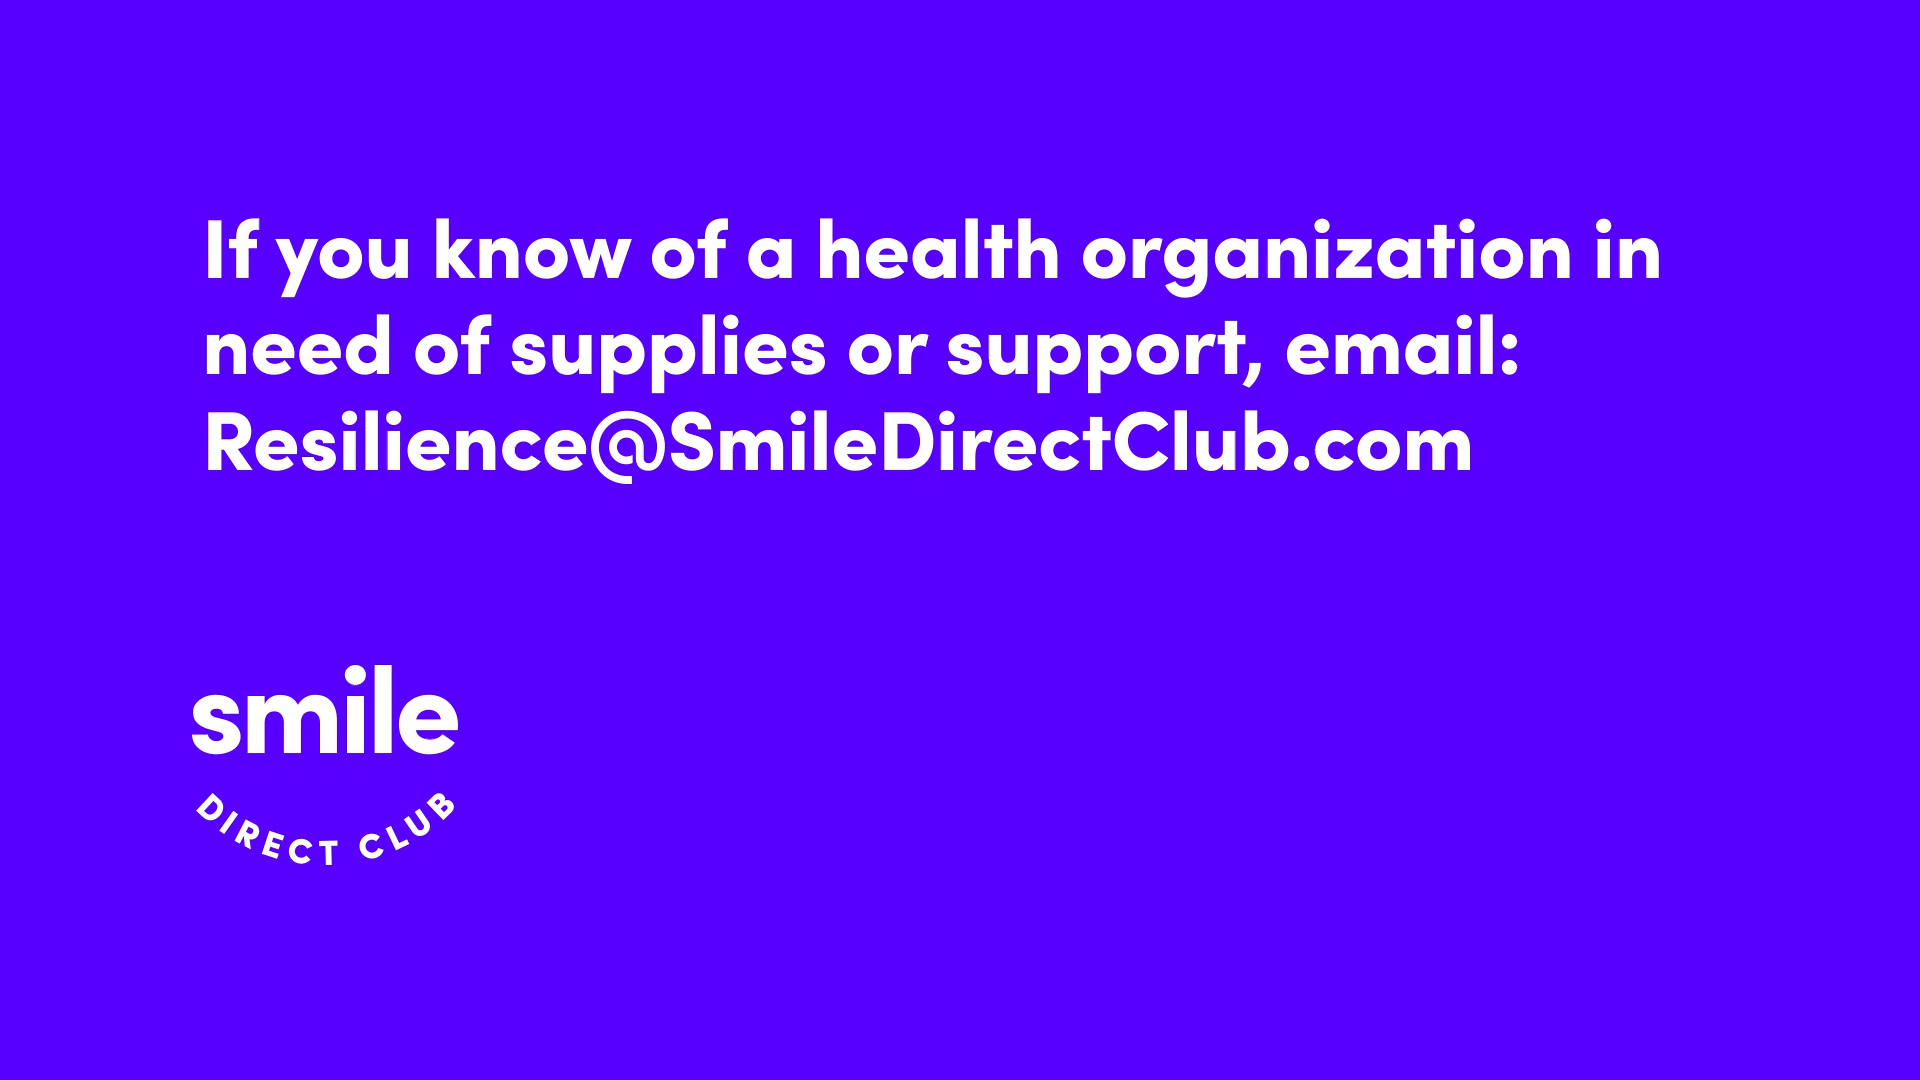 If you know of a health organization in
need of supplies or support, email:
Resilience@SmileDirectClub.com
smile
DIRECT CLUB